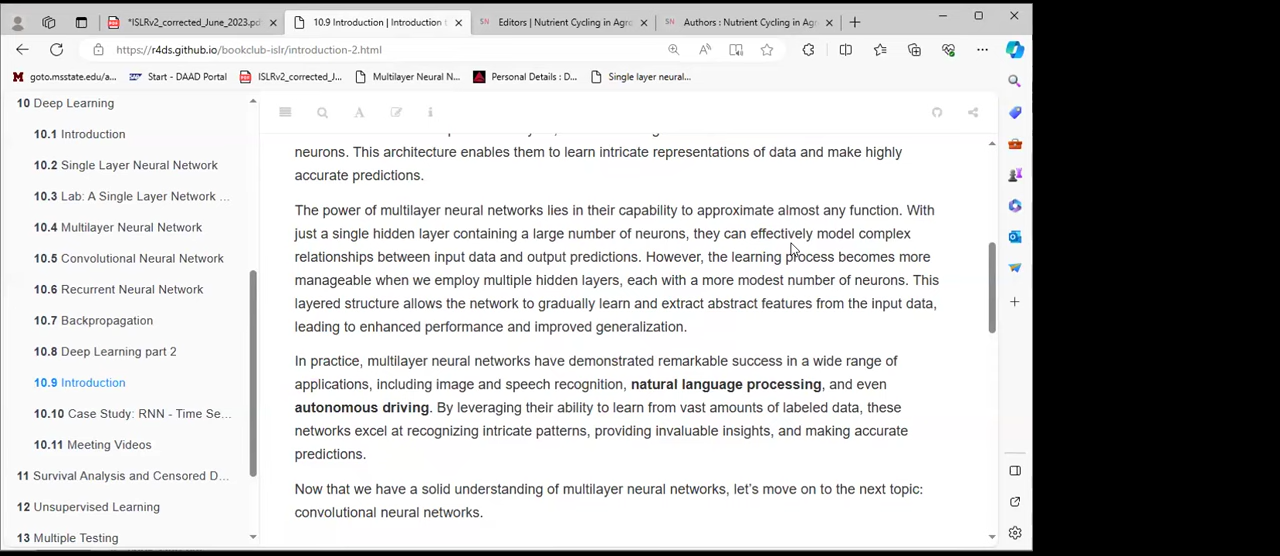 *ISLRv2_corrected_June_2023.pd
10.9 Introduction | Introduction t
Editors | Nutrient Cycling in Agro
Authors : Nutrient Cycling in Ag
https://r4ds.github.io/bookclub-islr/introduction-2.html
goto.msstate.edu/a...
Start - DAAD Portal
ISLRv2_corrected_J...
Multilayer Neural N...
Personal Details : D...
Single layer neural...
10 Deep Learning
10.1 Introduction
10.2 Single Layer Neural Network
10.3 Lab: A Single Layer Network ...
10.4 Multilayer Neural Network
10.5 Convolutional Neural Network
10.6 Recurrent Neural Network
10.7 Backpropagation
10.8 Deep Learning part 2
10.9 Introduction
10.10 Case Study: RNN - Time Se...
10.11 Meeting Videos
11 Survival Analysis and Censored D...
12 Unsupervised Learning
13 Multiple Testing
neurons. This architecture enables them to learn intricate representations of data and make highly
accurate predictions.
The power of multilayer neural networks lies in their capability to approximate almost any function. With
just a single hidden layer containing a large number of neurons, they can effectively model complex
relationships between input data and output predictions. However, the learning process becomes more
manageable when we employ multiple hidden layers, each with a more modest number of neurons. This
layered structure allows the network to gradually learn and extract abstract features from the input data,
leading to enhanced performance and improved generalization.
In practice, multilayer neural networks have demonstrated remarkable success in a wide range of
applications, including image and speech recognition, natural language processing, and even
autonomous driving. By leveraging their ability to learn from vast amounts of labeled data, these
networks excel at recognizing intricate patterns, providing invaluable insights, and making accurate
predictions.
Now that we have a solid understanding of multilayer neural networks, let's move on to the next topic:
convolutional neural networks.